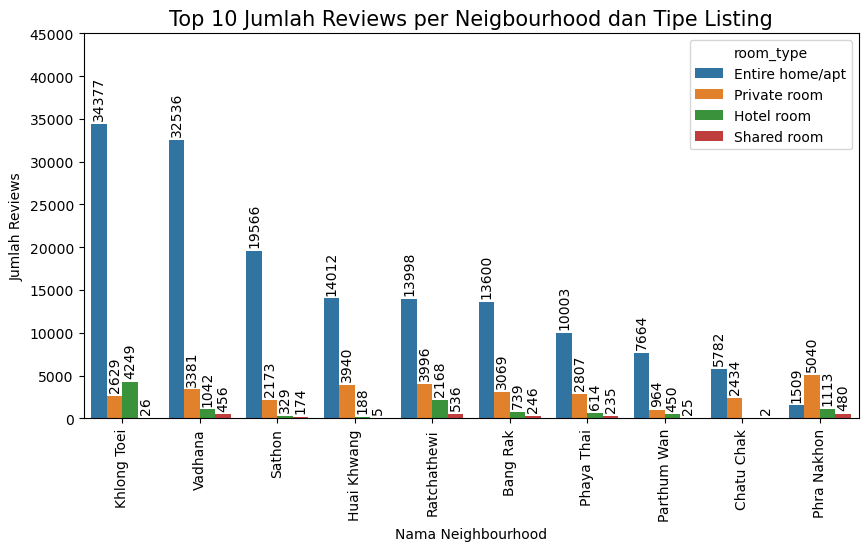 Top 10 Jumlah Reviews per Neigbourhood dan Tipe Listing
Jumlah Reviews
45000
40000
35000
30000
25000
20000
15000
10000
5000
0
room_type
Entire home/apt
Private room
Hotel room
Shared room
34377
2629
4249
26
32536
3381
1042
456
19566
2173
329
174
14012
3940
188
5
13998
3996
2168
536
13600
3069
739
246
10003
2807
614
235
7664
964
450
25
5782
2434
2
1509
5040
1113
480
Khlong Toei
Vadhana
Sathon
Huai Khwang
Ratchathewi
Bang Rak
Phaya Thai
Parthum Wan
Chatu Chak
Phra Nakhon
Nama Neighbourhood